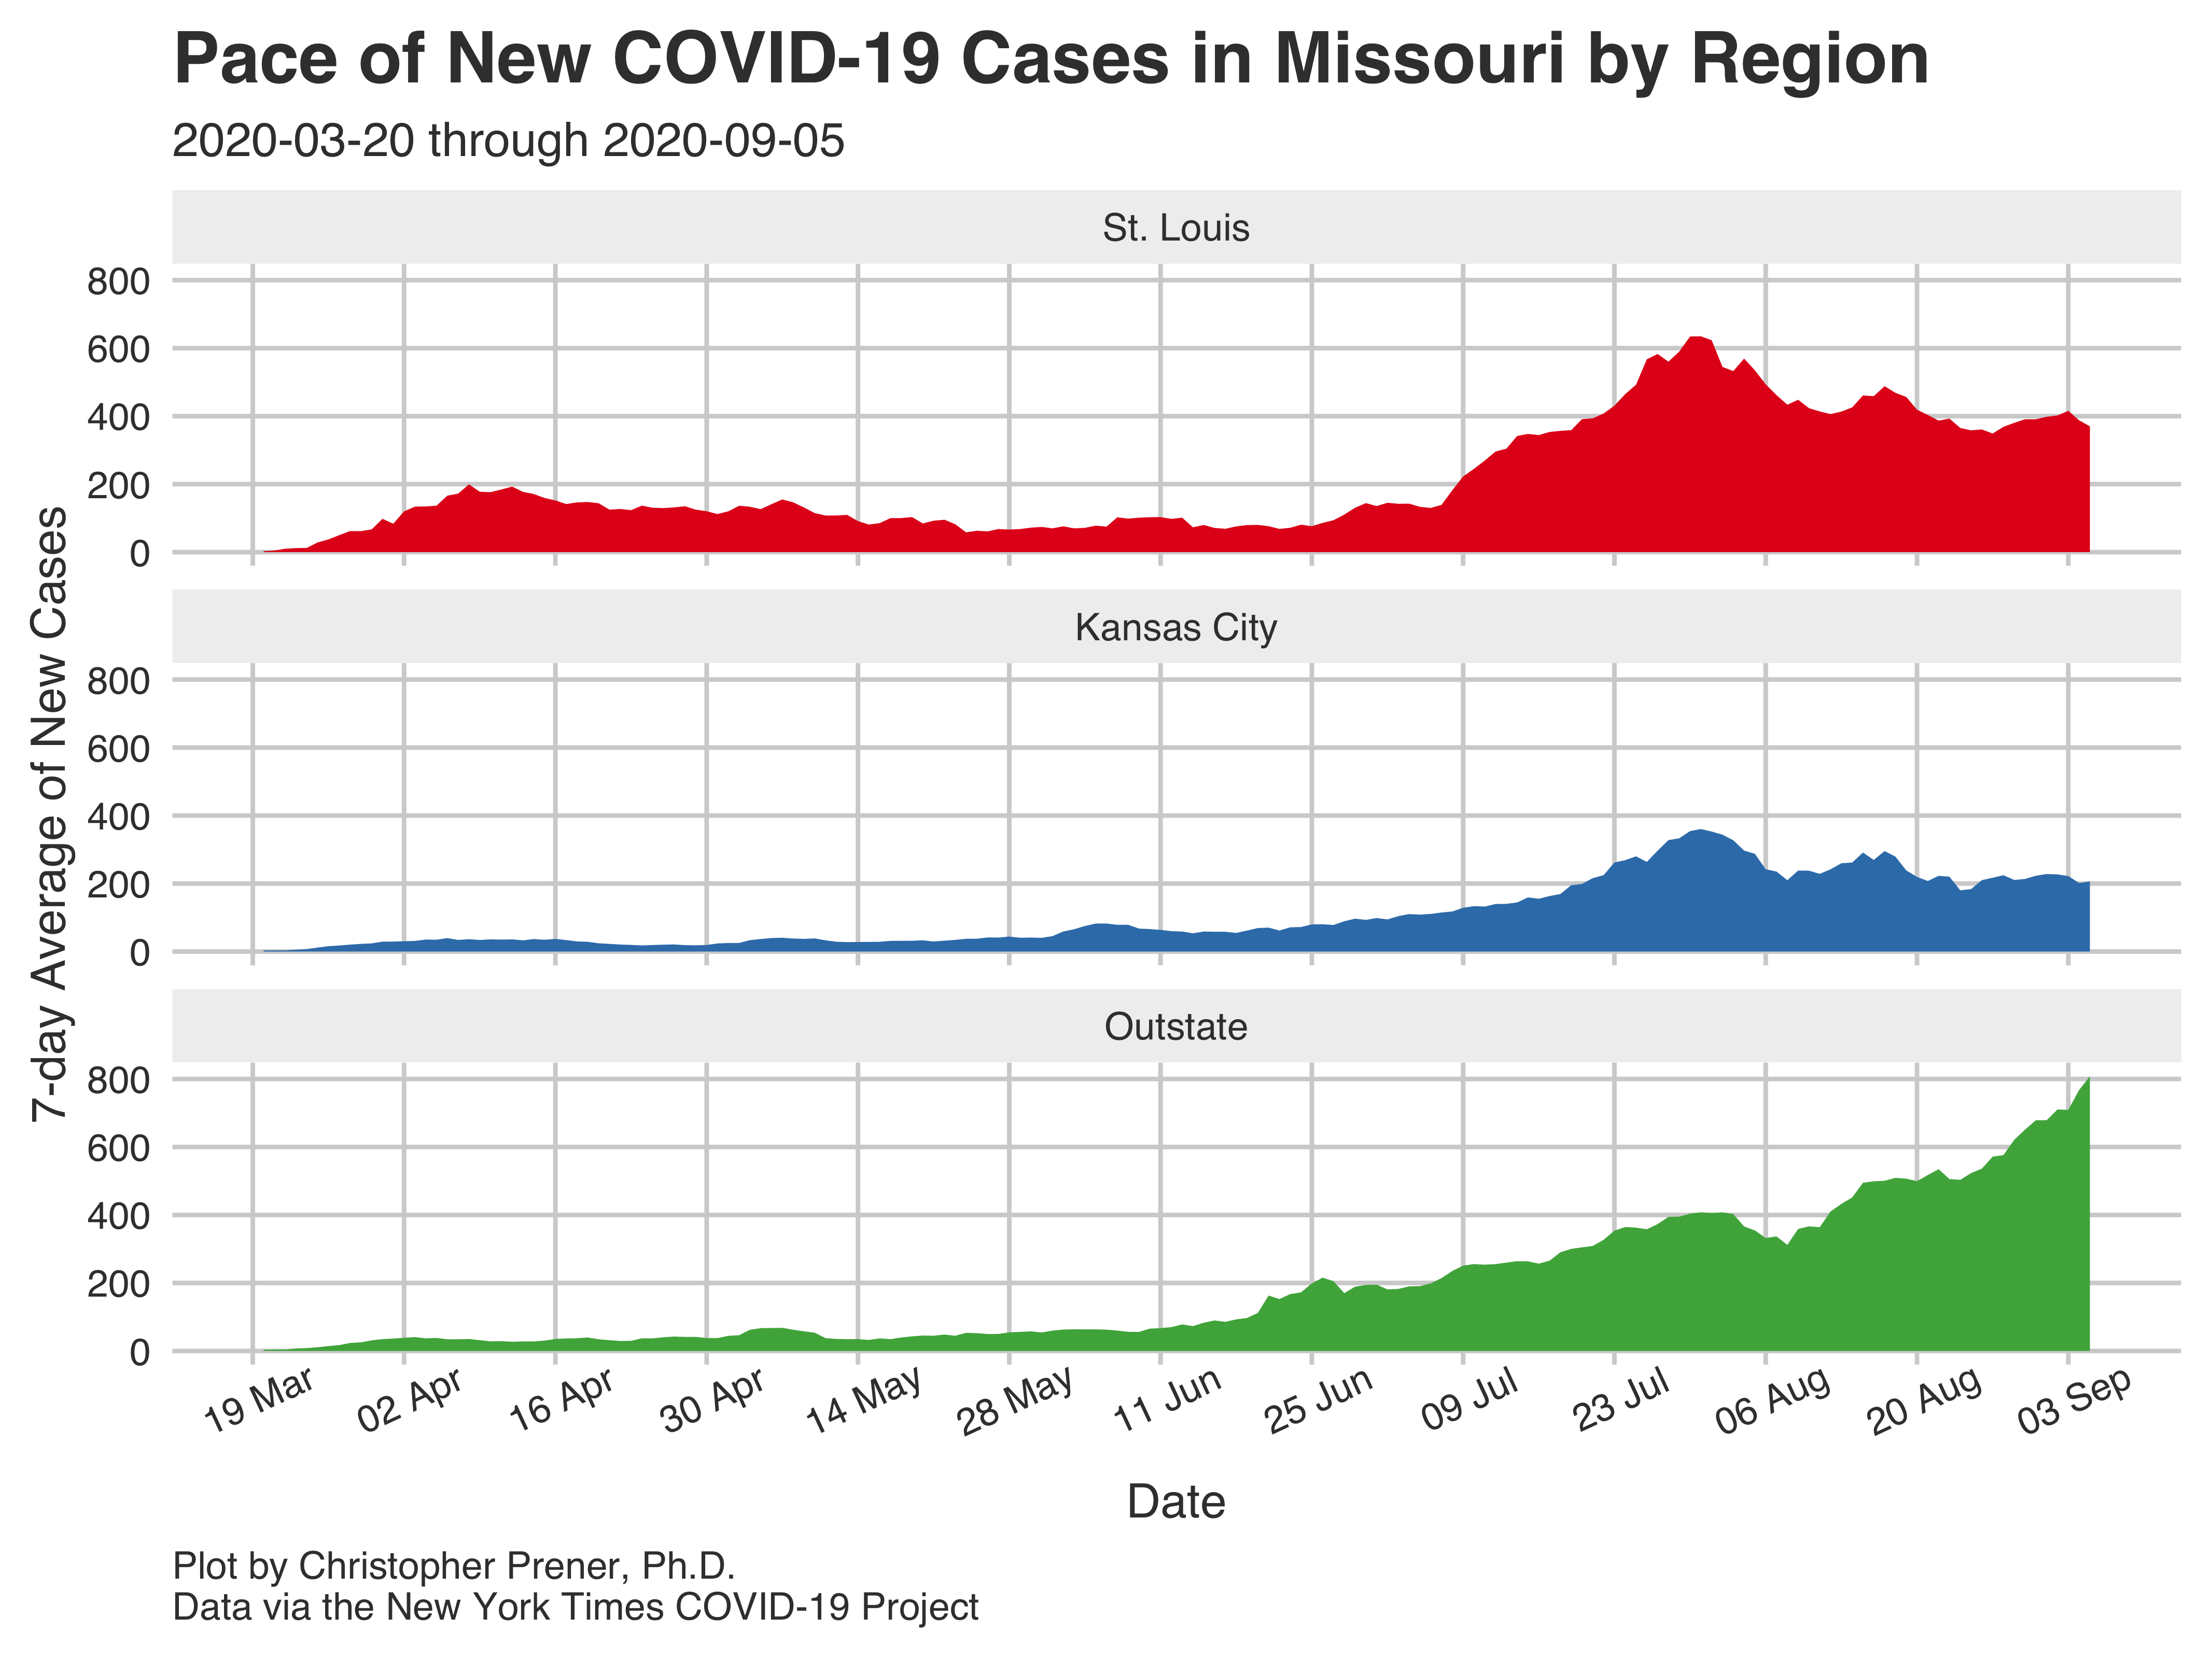 Pace of New COVID-19 Cases in Missouri by Region
2020-03-20 through 2020-09-05
7-day Average of New Cases
St. Louis
800
600
400
200
0
Kansas City
800
600
400
200
0
Outstate
800
600
400
200
0
19 Mar
02 Apr
16 Apr
30 Apr
14 May
28 May
11 Jun
25 Jun
09 Jul
23 Jul
06 Aug
20 Aug
03 Sep
Date
Plot by Christopher Prener, Ph.D.
Data via the New York Times COVID-19 Project